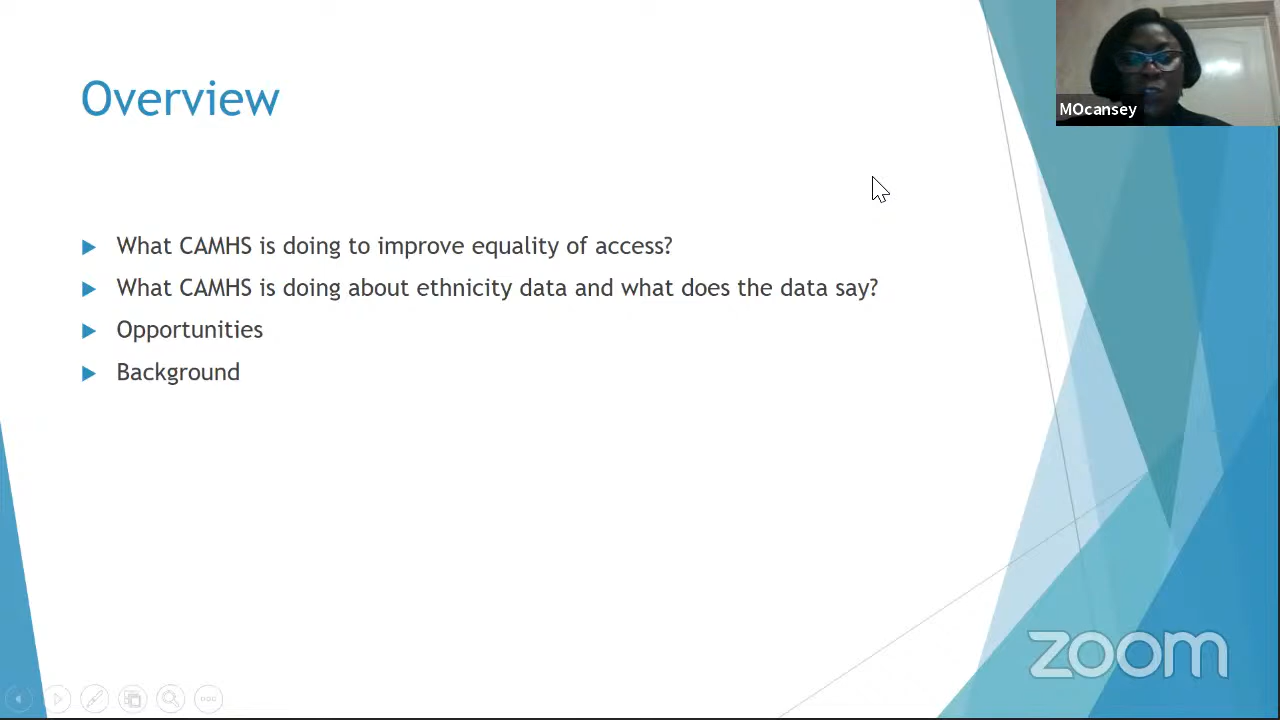 Overview
MOcansey
What CAMHS is doing to improve equality of access?
What CAMHS is doing about ethnicity data and what does the data say?
Opportunities
Background
zoom